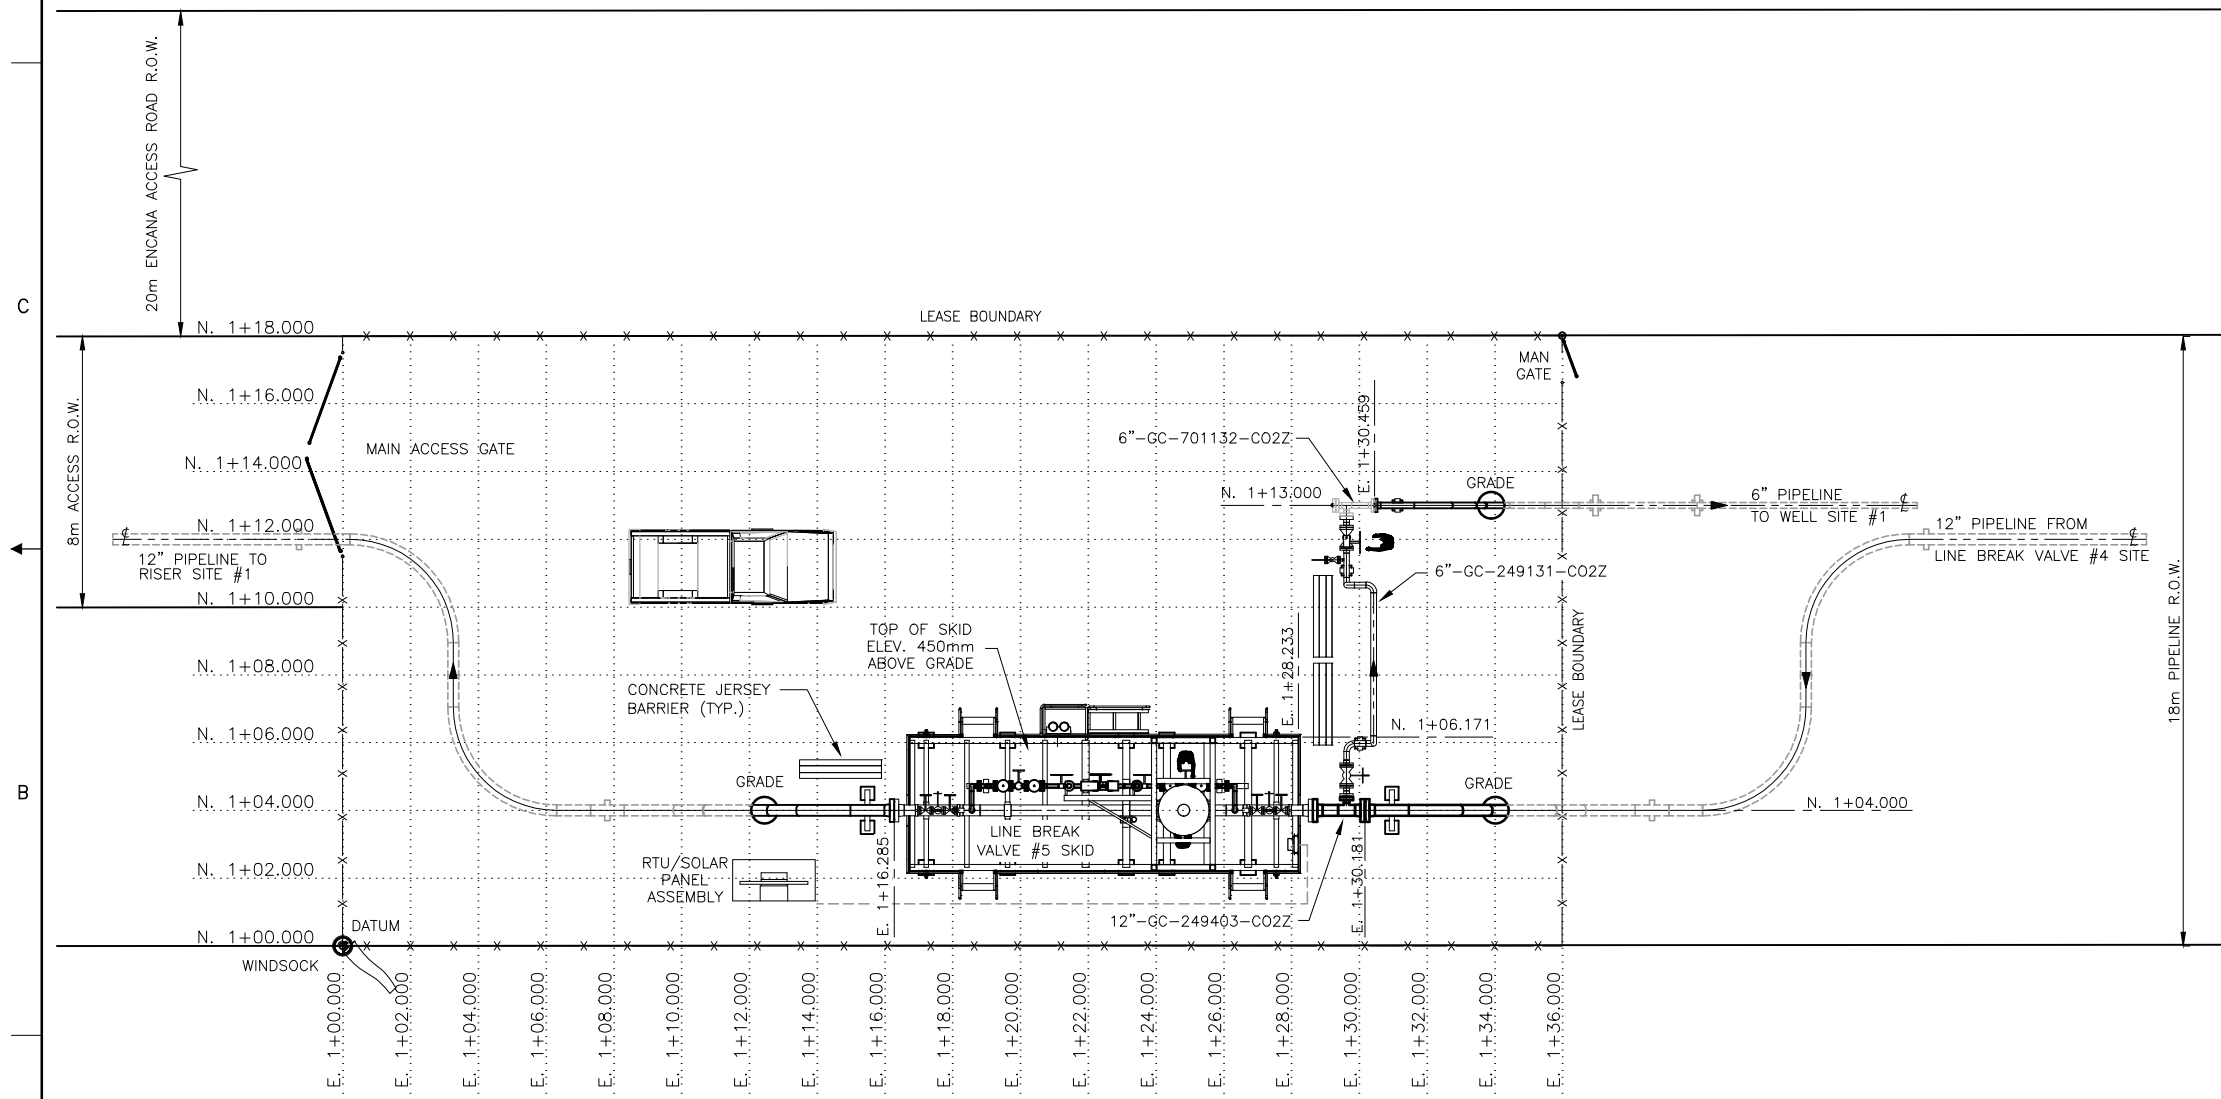 20m ENCANA ACCESS ROAD R.O.W.
C
LEASE BOUNDARY
N. 1+18.000
MAN
GATE
N. 1+16.000
E. 1+30.459
6"-GC-701132-CO2Z
MAIN ACCESS GATE
8m ACCESS R.O.W.
N. 1+14.000
GRADE
N. 1+13.000
6" PIPELINE
TO WELL SITE #1
N. 1+12.000
12" PIPELINE FROM
LINE BREAK VALVE #4 SITE
12" PIPELINE TO
RISER SITE #1
6"-GC-249131-CO2Z
N. 1+10.000
TOP OF SKID
ELEV. 450mm
ABOVE GRADE
E. 1+28.233
LEASE BOUNDARY
18m PIPELINE R.O.W.
N. 1+08.000
CONCRETE JERSEY
BARRIER (TYP.)
N. 1+06.171
N. 1+06.000
B
GRADE
GRADE
N. 1+04.000
N. 1+04.000
LINE BREAK
VALVE #5 SKID
RTU/SOLAR
PANEL
ASSEMBLY
N. 1+02.000
E. 1+16.285
E. 1+30.181
12"-GC-249403-CO2Z
DATUM
N. 1+00.000
WINDSOCK
E. 1+00.000
E. 1+02.000
E. 1+04.000
E. 1+06.000
E. 1+08.000
E. 1+10.000
E. 1+12.000
E. 1+14.000
E. 1+16.000
E. 1+18.000
E. 1+20.000
E. 1+22.000
E. 1+24.000
E. 1+26.000
E. 1+28.000
E. 1+30.000
E. 1+32.000
E. 1+34.000
E. 1+36.000